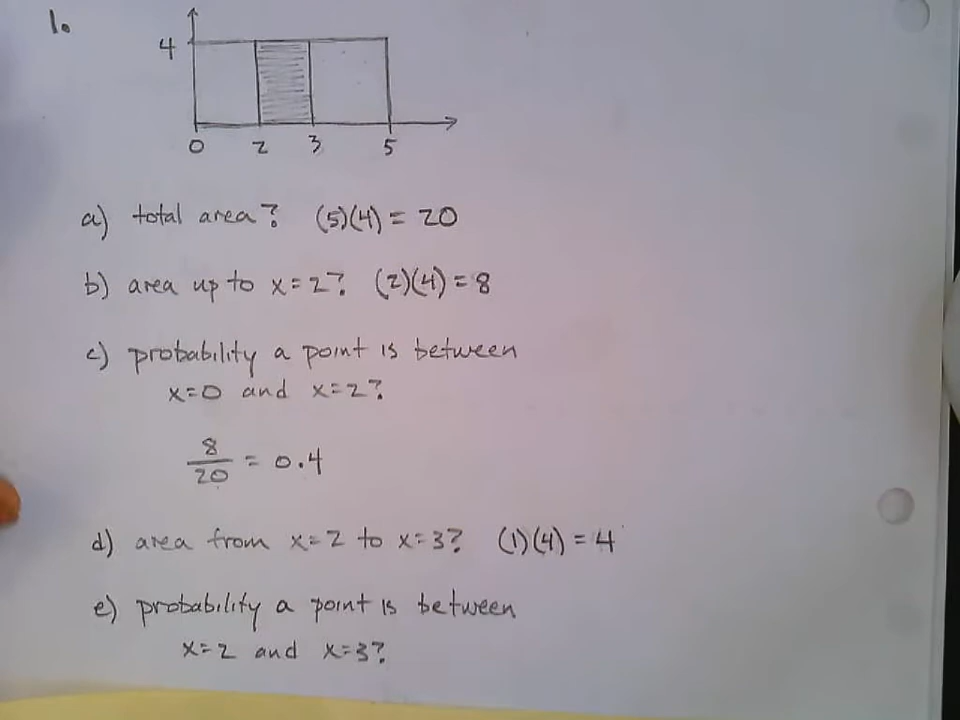 1.
4
0 2 3 5
a) total area? (5)(4) = 20
b) area up to x=2? (2)(4) = 8
c) probability a point is between
x=0 and x=2?
8/20 = 0.4
d) area from x=2 to x=3? (1)(4) = 4
e) probability a point is between
x=2 and x=3?